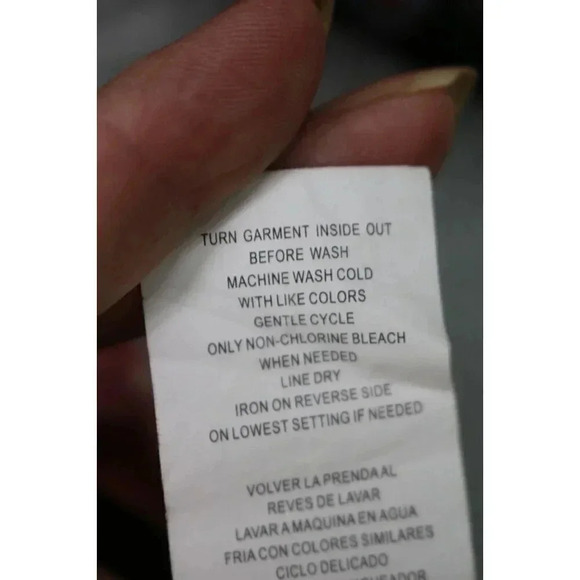 TURN GARMENT INSIDE OUT
BEFORE WASH
MACHINE WASH COLD
WITH LIKE COLORS
GENTLE CYCLE
ONLY NON-CHLORINE BLEACH
WHEN NEEDED
LINE DRY
IRON ON REVERSE SIDE
ON LOWEST SETTING IF NEEDED
VOLVER LA PRENDA AL
REVES DE LAVAR
LAVAR A MAQUINA EN AGUA
FRIA CON COLORES SIMILARES
CICLO DELICADO